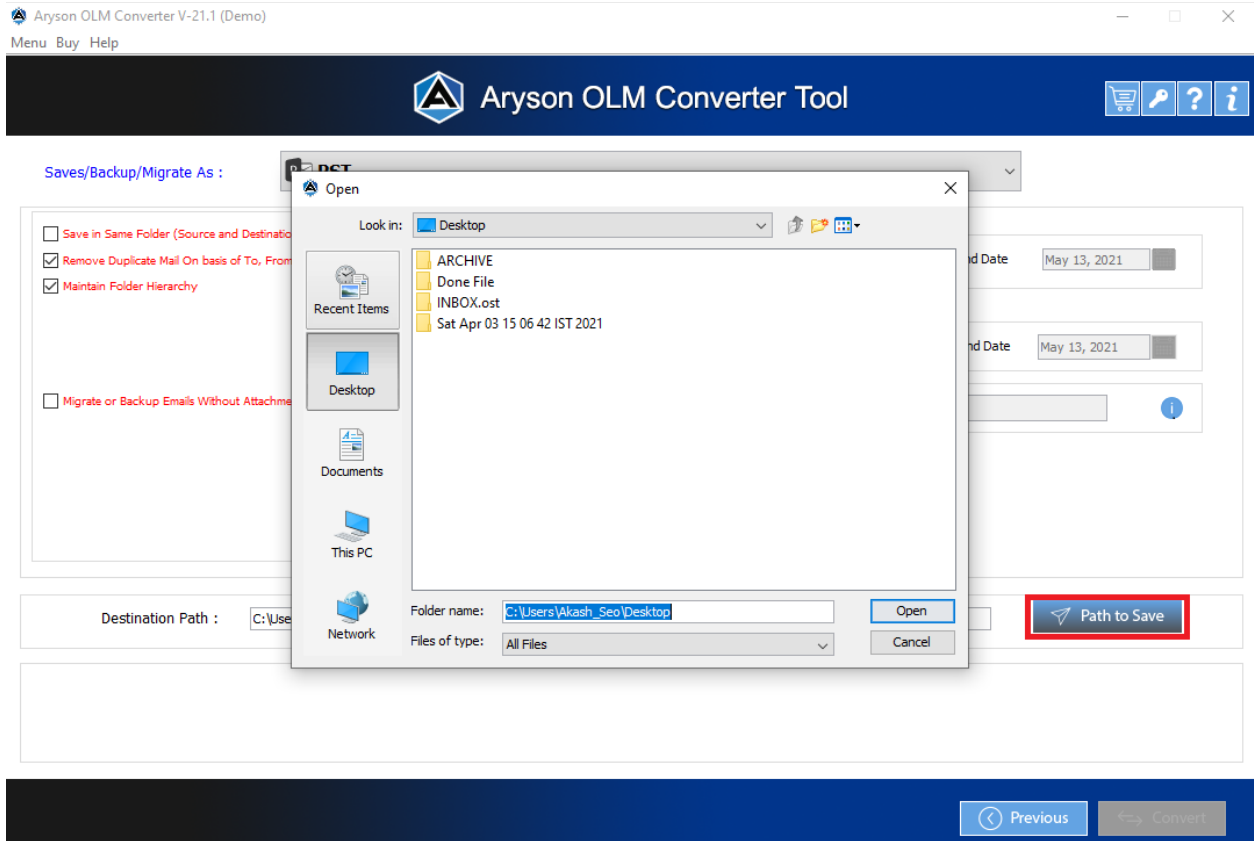 Aryson OLM Converter V-21.1 (Demo)
Menu Buy Help
Aryson OLM Converter Tool
Saves/Backup/Migrate As :
PST
Open
Look in:
Desktop
Save in Same Folder (Source and Destinatio
Remove Duplicate Mail On basis of To, From
Maintain Folder Hierarchy
Migrate or Backup Emails Without Attachme
Recent Items
Desktop
Documents
This PC
Network
ARCHIVE
Done File
INBOX.ost
Sat Apr 03 15 06 42 IST 2021
nd Date
May 13, 2021
nd Date
May 13, 2021
Folder name:
C:\Users\Akash_Seo\Desktop
Open
Files of type:
All Files
Cancel
Destination Path :
C:\Use
Path to Save
Previous
Convert